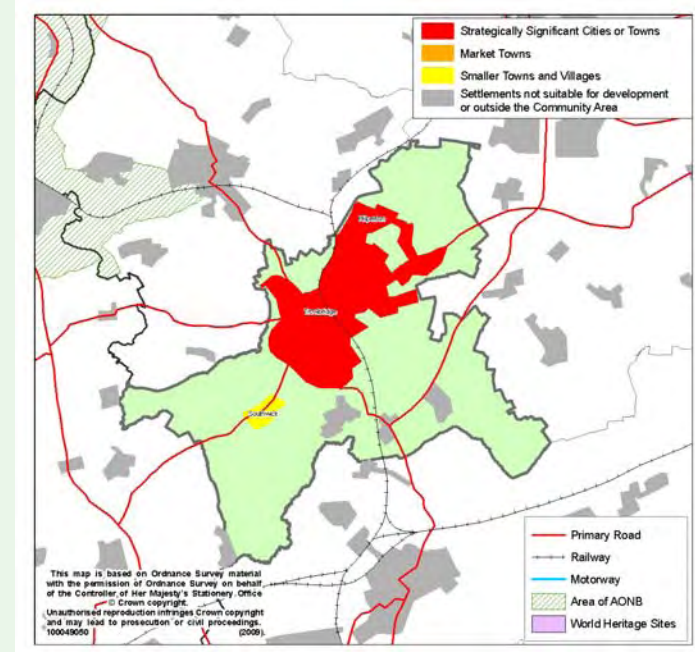 Strategically Significant Cities or Towns
Market Towns
Smaller Towns and Villages
Settlements not suitable for development
or outside the Community Area
Hilperton
Trowbridge
Southwick
Primary Road
Railway
Motorway
Area of AONB
World Heritage Sites
This map is based on Ordnance Survey material
with the permission of Ordnance Survey on behalf
of the Controller of Her Majesty's Stationery Office
© Crown copyright.
Unauthorised reproduction infringes Crown copyright
and may lead to prosecution or civil proceedings.
100049050 (2009).